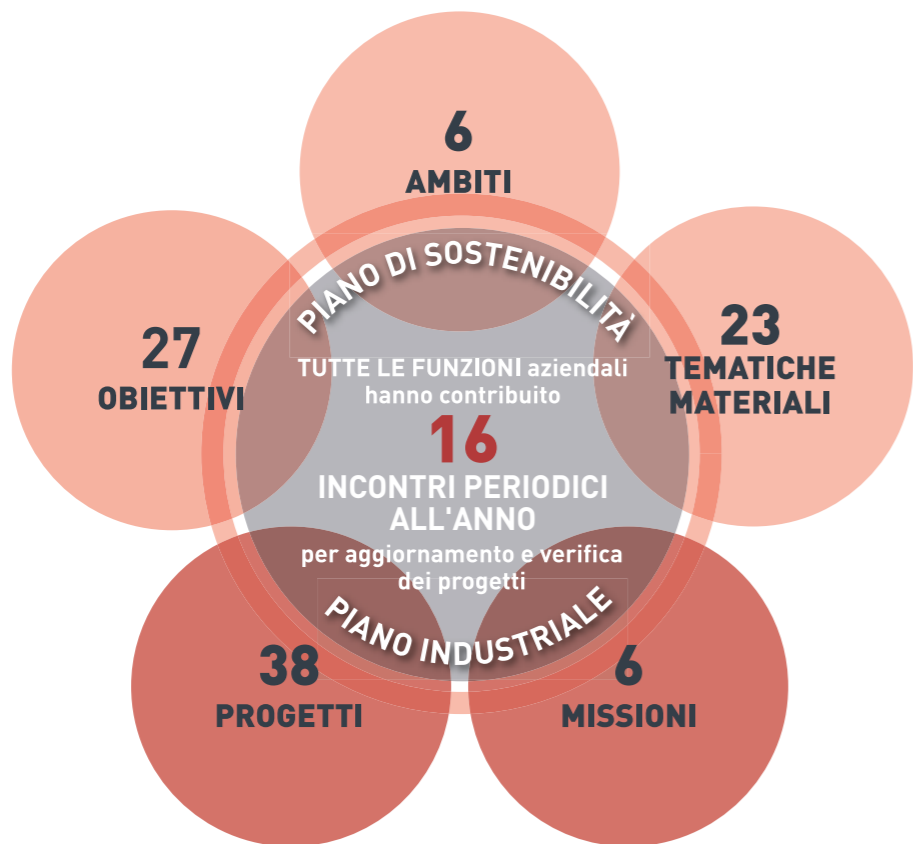 6
AMBITI
27
OBIETTIVI
23
TEMATICHE
MATERIALI
PIANO DI SOSTENIBILITÀ
TUTTE LE FUNZIONI aziendali
hanno contribuito
16
INCONTRI PERIODICI
ALL'ANNO
per aggiornamento e verifica
dei progetti
PIANO INDUSTRIALE
38
PROGETTI
6
MISSIONI